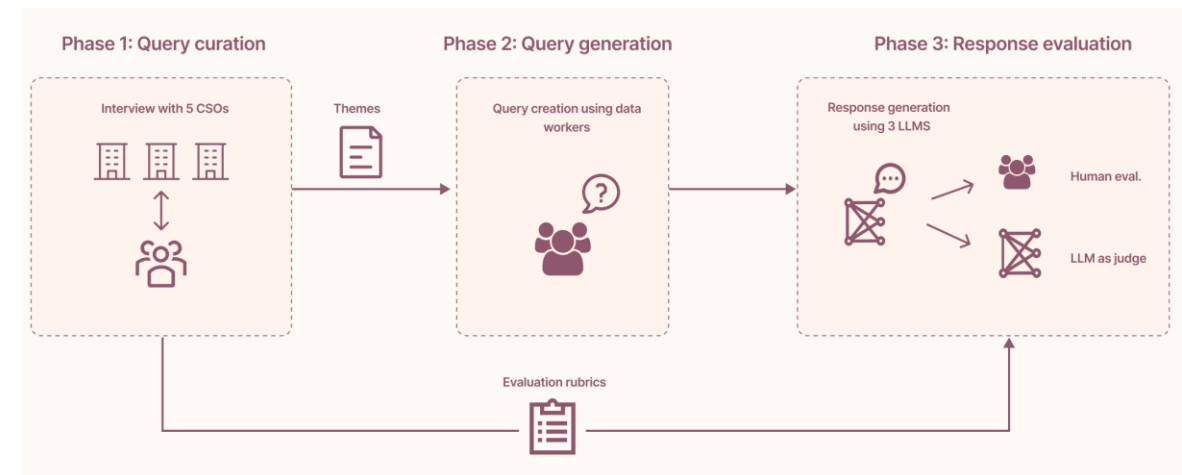 Phase 1: Query curation
Phase 2: Query generation
Phase 3: Response evaluation
Interview with 5 CSOs
Themes
Query creation using data
workers
Response generation
using 3 LLMS
Human eval.
LLM as judge
Evaluation rubrics